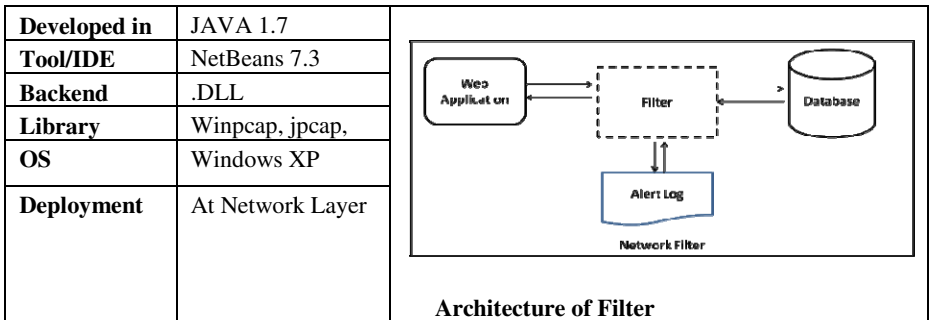 Developed in JAVA 1.7
Tool/IDE NetBeans 7.3
Backend .DLL
Library Winpcap, jpcap,
OS Windows XP
Deployment At Network Layer
Web
Application
Filter
Database
Alert Log
Network Filter
Architecture of Filter